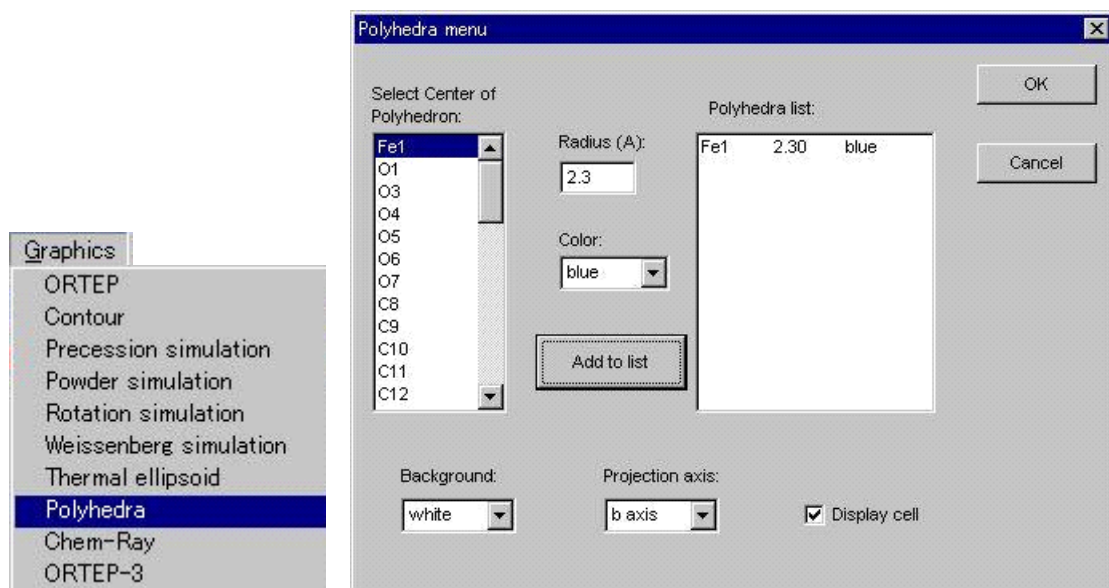 Graphics
ORTEP
Contour
Precession simulation
Powder simulation
Rotation simulation
Weissenberg simulation
Thermal ellipsoid
Polyhedra
Chem-Ray
ORTEP-3
Polyhedra menu
Select Center of
Polyhedron:
Fe1
O1
O3
O4
O5
O6
O7
C8
C9
C10
C11
C12
Radius (A):
2.3
Color:
blue
Add to list
Polyhedra list:
Fe1 2.30 blue
OK
Cancel
Background:
white
Projection axis:
b axis
Display cell